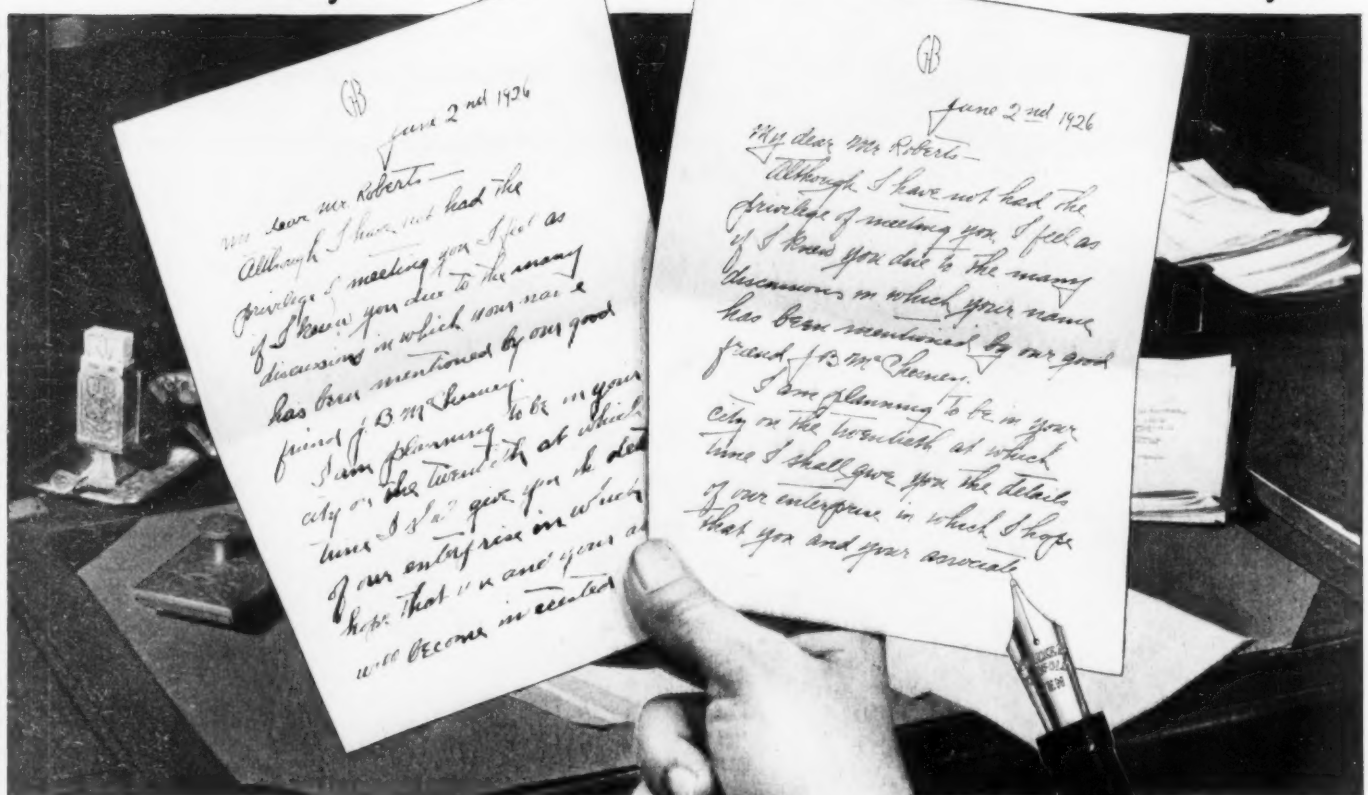 GB
June 2nd 1926
My dear Mr. Roberts—
Although I have not had the
privilege of meeting you I feel as
if I knew you due to the many
discussions in which your name
has been mentioned by our good
friend J. B. McChesney.
I am planning to be in your
city on the twentieth at which
time I shall give you the det
of our enterprise in which
hope that you and your a
will become interested
GB
June 2nd 1926
My dear Mr Roberts—
Although I have not had the
privilege of meeting you, I feel as
if I knew you due to the many
discussions in which your name
has been mentioned by our good
friend J B McChesney.
I am planning to be in your
city on the twentieth at which
time I shall give you the details
of our enterprise in which I hope
that you and your associate